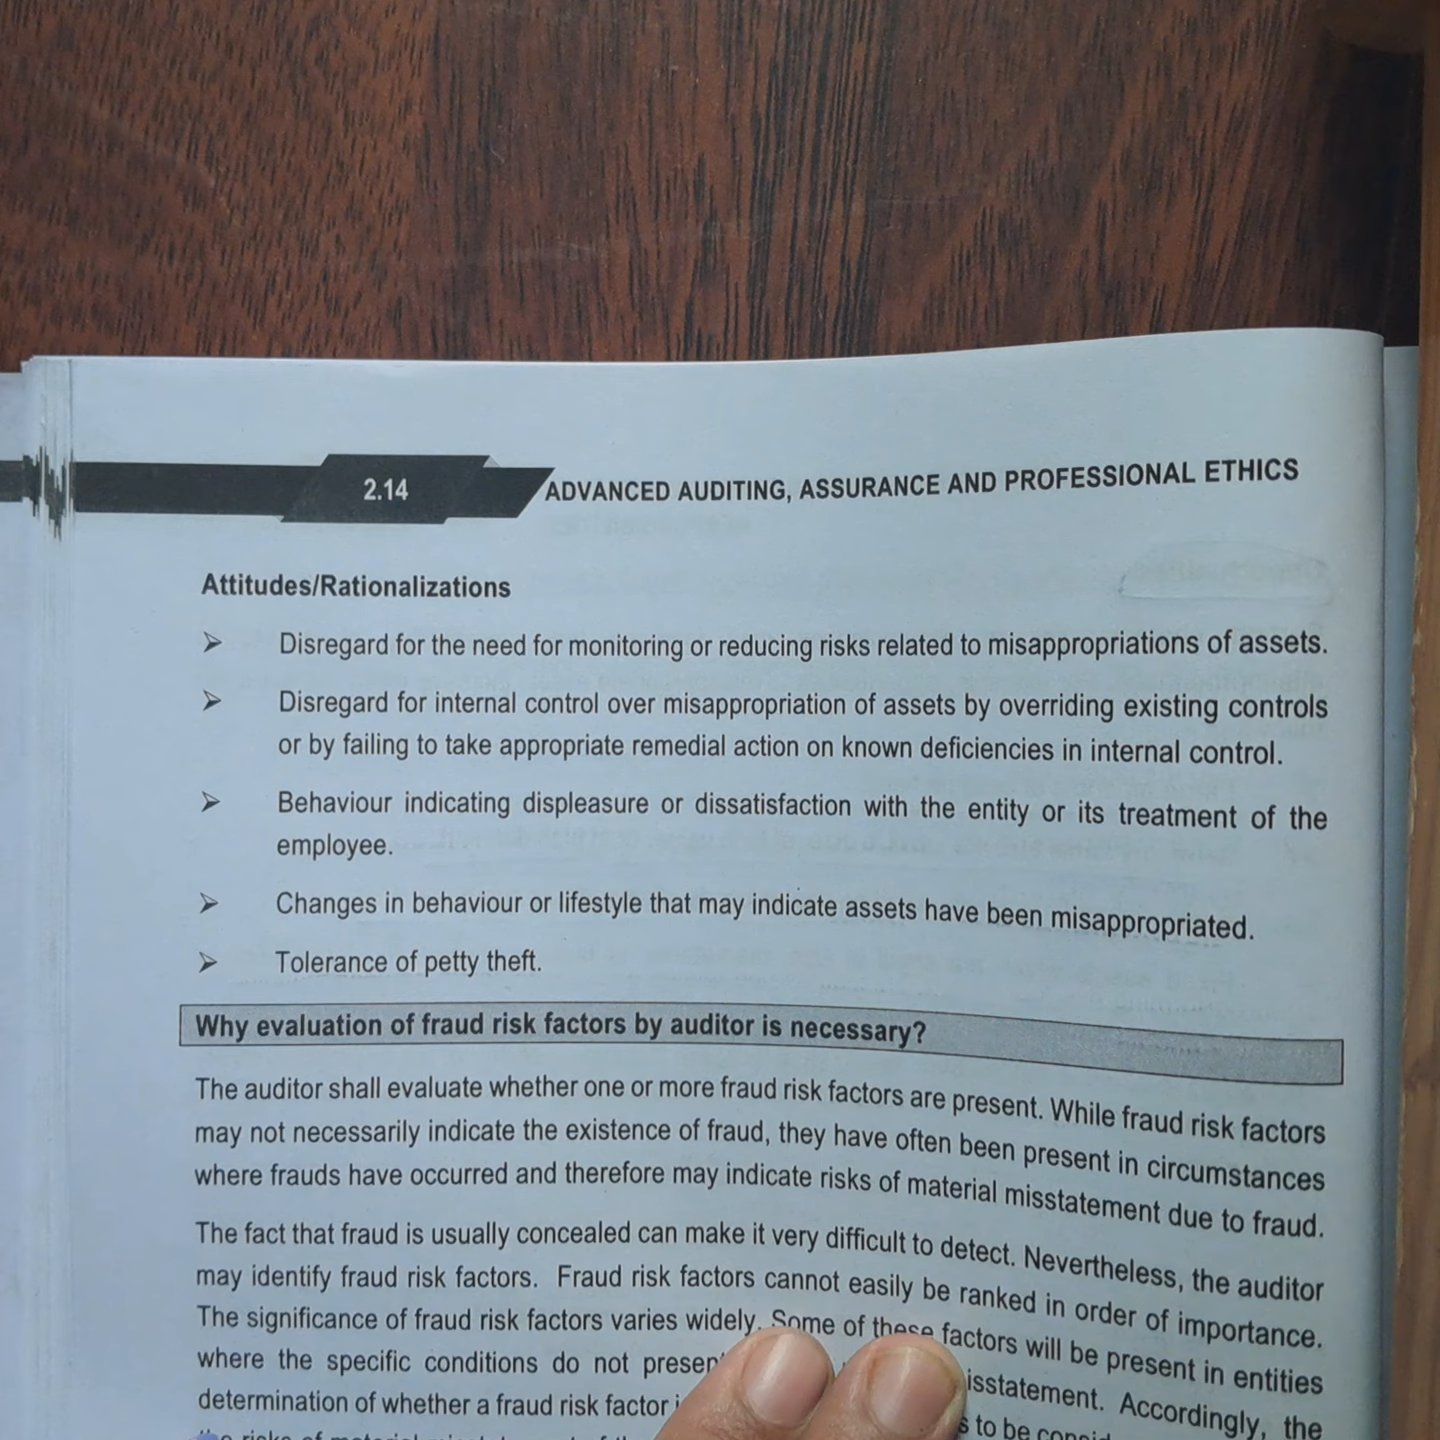 2.14
ADVANCED AUDITING, ASSURANCE AND PROFESSIONAL ETHICS
Attitudes/Rationalizations
➢ Disregard for the need for monitoring or reducing risks related to misappropriations of assets.
➢ Disregard for internal control over misappropriation of assets by overriding existing controls
or by failing to take appropriate remedial action on known deficiencies in internal control.
➢ Behaviour indicating displeasure or dissatisfaction with the entity or its treatment of the
employee.
➢ Changes in behaviour or lifestyle that may indicate assets have been misappropriated.
➢ Tolerance of petty theft.
Why evaluation of fraud risk factors by auditor is necessary?
The auditor shall evaluate whether one or more fraud risk factors are present. While fraud risk factors
may not necessarily indicate the existence of fraud, they have often been present in circumstances
where frauds have occurred and therefore may indicate risks of material misstatement due to fraud.
The fact that fraud is usually concealed can make it very difficult to detect. Nevertheless, the auditor
may identify fraud risk factors. Fraud risk factors cannot easily be ranked in order of importance.
The significance of fraud risk factors varies widely. Some of these factors will be present in entities
where the specific conditions do not Accordingly, the
determination of whether a fraud risk factor to be